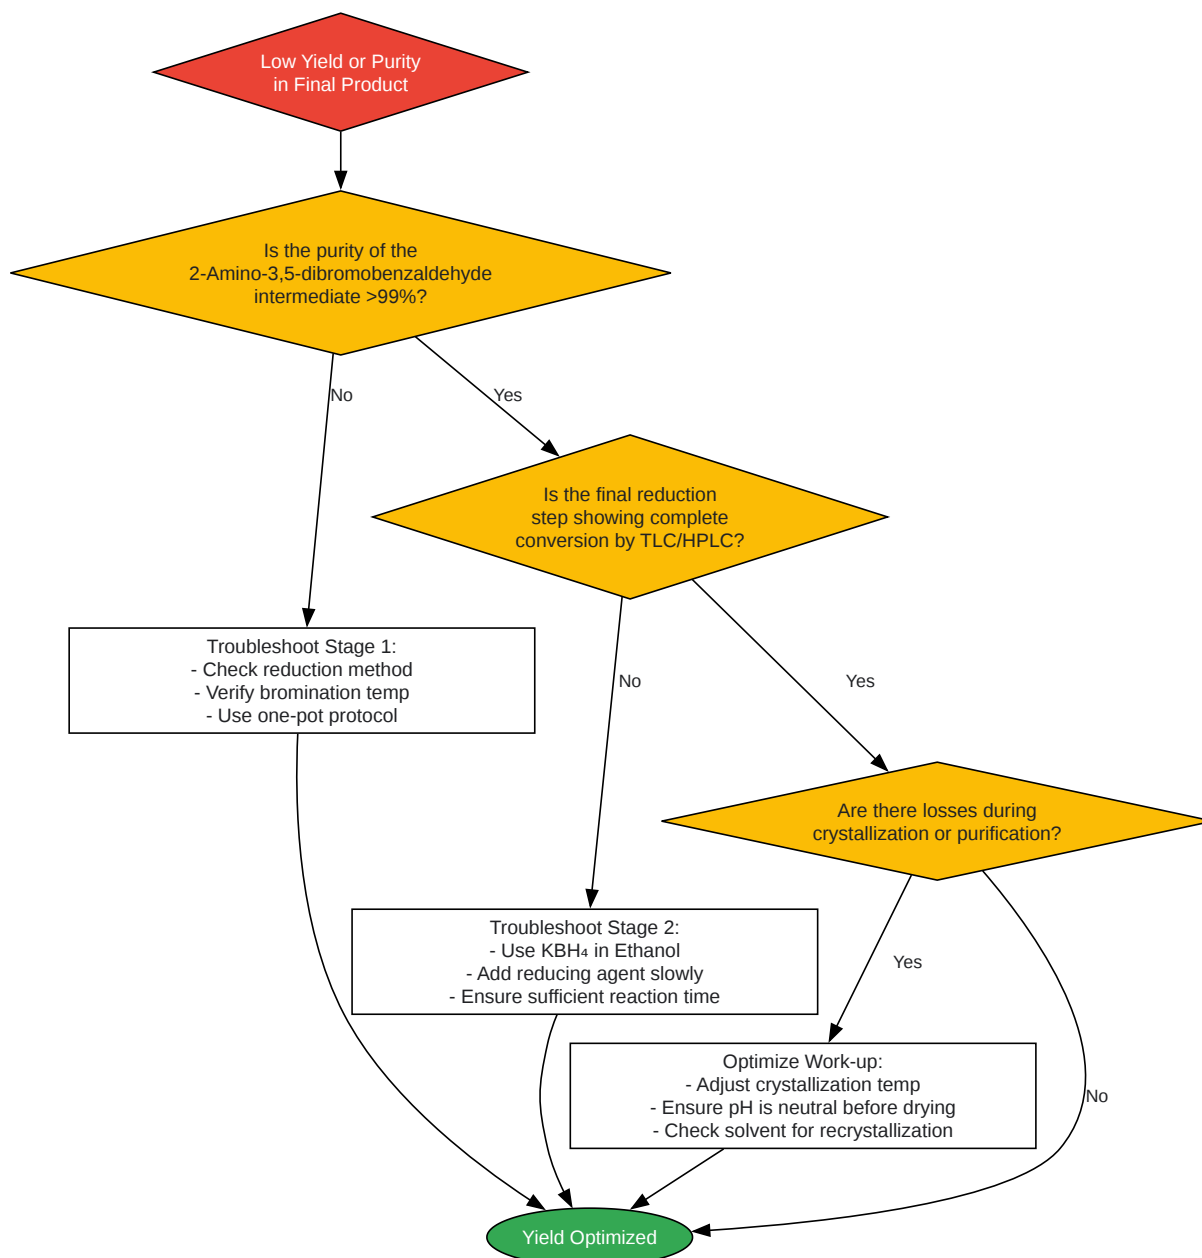 Low Yield or Purity
in Final Product
Is the purity of the
2-Amino-3,5-dibromobenzaldehyde
intermediate >99%?
No
Yes
Is the final reduction
step showing complete
conversion by TLC/HPLC?
Troubleshoot Stage 1:
- Check reduction method
- Verify bromination temp
- Use one-pot protocol
No
Yes
Are there losses during
crystallization or purification?
Troubleshoot Stage 2:
- Use KBH₄ in Ethanol
- Add reducing agent slowly
- Ensure sufficient reaction time
Yes
No
Optimize Work-up:
- Adjust crystallization temp
- Ensure pH is neutral before drying
- Check solvent for recrystallization
Yield Optimized